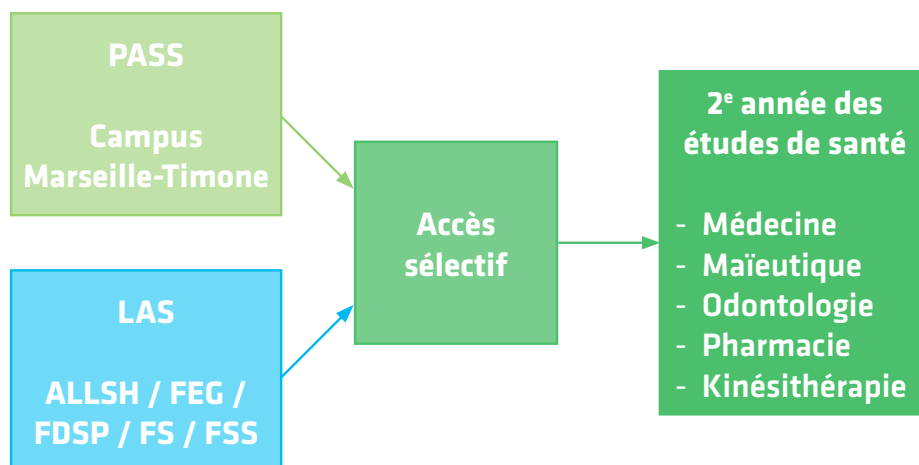 PASS
Campus
Marseille-Timone
LAS
ALLSH / FEG /
FDSP / FS / FSS
Accès
sélectif
2e année des
études de santé
- Médecine
- Maïeutique
- Odontologie
- Pharmacie
- Kinésithérapie